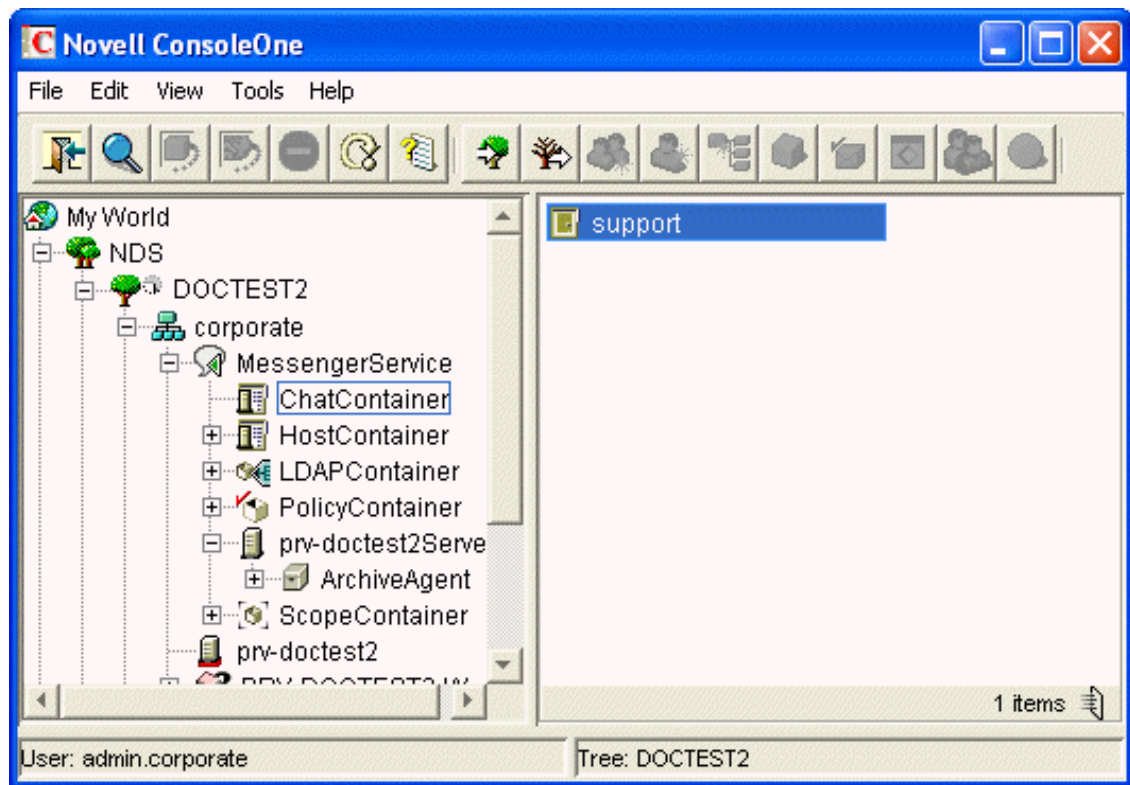 Novell ConsoleOne
File Edit View Tools Help
My World
NDS
DOCTEST2
corporate
MessengerService
ChatContainer
HostContainer
LDAPContainer
PolicyContainer
prv-doctest2Serve
ArchiveAgent
ScopeContainer
prv-doctest2
support
1 items
User: admin.corporate
Tree: DOCTEST2